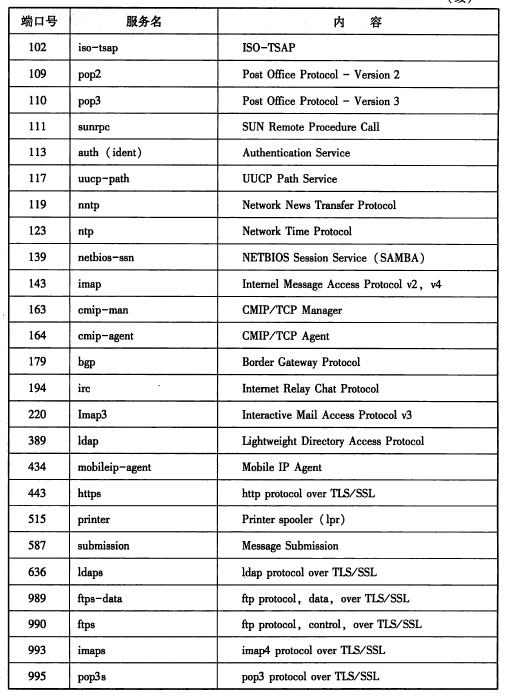 端口号 服务名 内 容
102 iso-tsap ISO-TSAP
109 pop2 Post Office Protocol - Version 2
110 pop3 Post Office Protocol - Version 3
111 sunrpc SUN Remote Procedure Call
113 auth (ident) Authentication Service
117 uucp-path UUCP Path Service
119 nntp Network News Transfer Protocol
123 ntp Network Time Protocol
139 netbios-ssn NETBIOS Session Service (SAMBA)
143 imap Internet Message Access Protocol v2, v4
163 cmip-man CMIP/TCP Manager
164 cmip-agent CMIP/TCP Agent
179 bgp Border Gateway Protocol
194 irc Internet Relay Chat Protocol
220 Imap3 Interactive Mail Access Protocol v3
389 ldap Lightweight Directory Access Protocol
434 mobileip-agent Mobile IP Agent
443 https http protocol over TLS/SSL
515 printer Printer spooler (lpr)
587 submission Message Submission
636 ldaps ldap protocol over TLS/SSL
989 ftps-data ftp protocol, data, over TLS/SSL
990 ftps ftp protocol, control, over TLS/SSL
993 imaps imap4 protocol over TLS/SSL
995 pop3s pop3 protocol over TLS/SSL